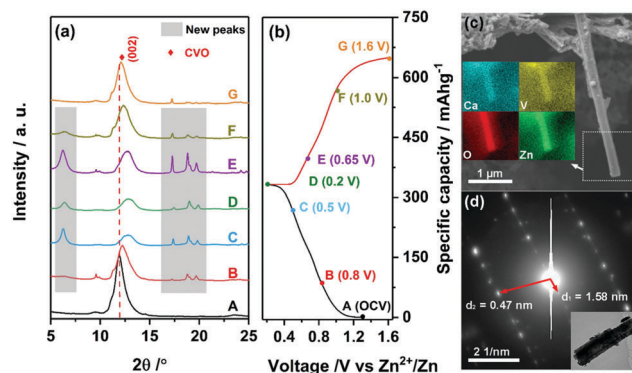 (a)
New peaks
(002)
CVO
G
F
E
D
C
B
A
Intensity / a. u.
5 10 15 20 25
2θ /°
(b)
G (1.6 V)
F (1.0 V)
E (0.65 V)
D (0.2 V)
C (0.5 V)
B (0.8 V)
A (OCV)
0.4 0.8 1.2 1.6
Voltage /V vs Zn²⁺/Zn
750
600
450
300
150
0
Specific capacity / mAhg⁻¹
(c)
Ca V
O Zn
1 μm
(d)
d₂ = 0.47 nm
d₁ = 1.58 nm
2 1/nm